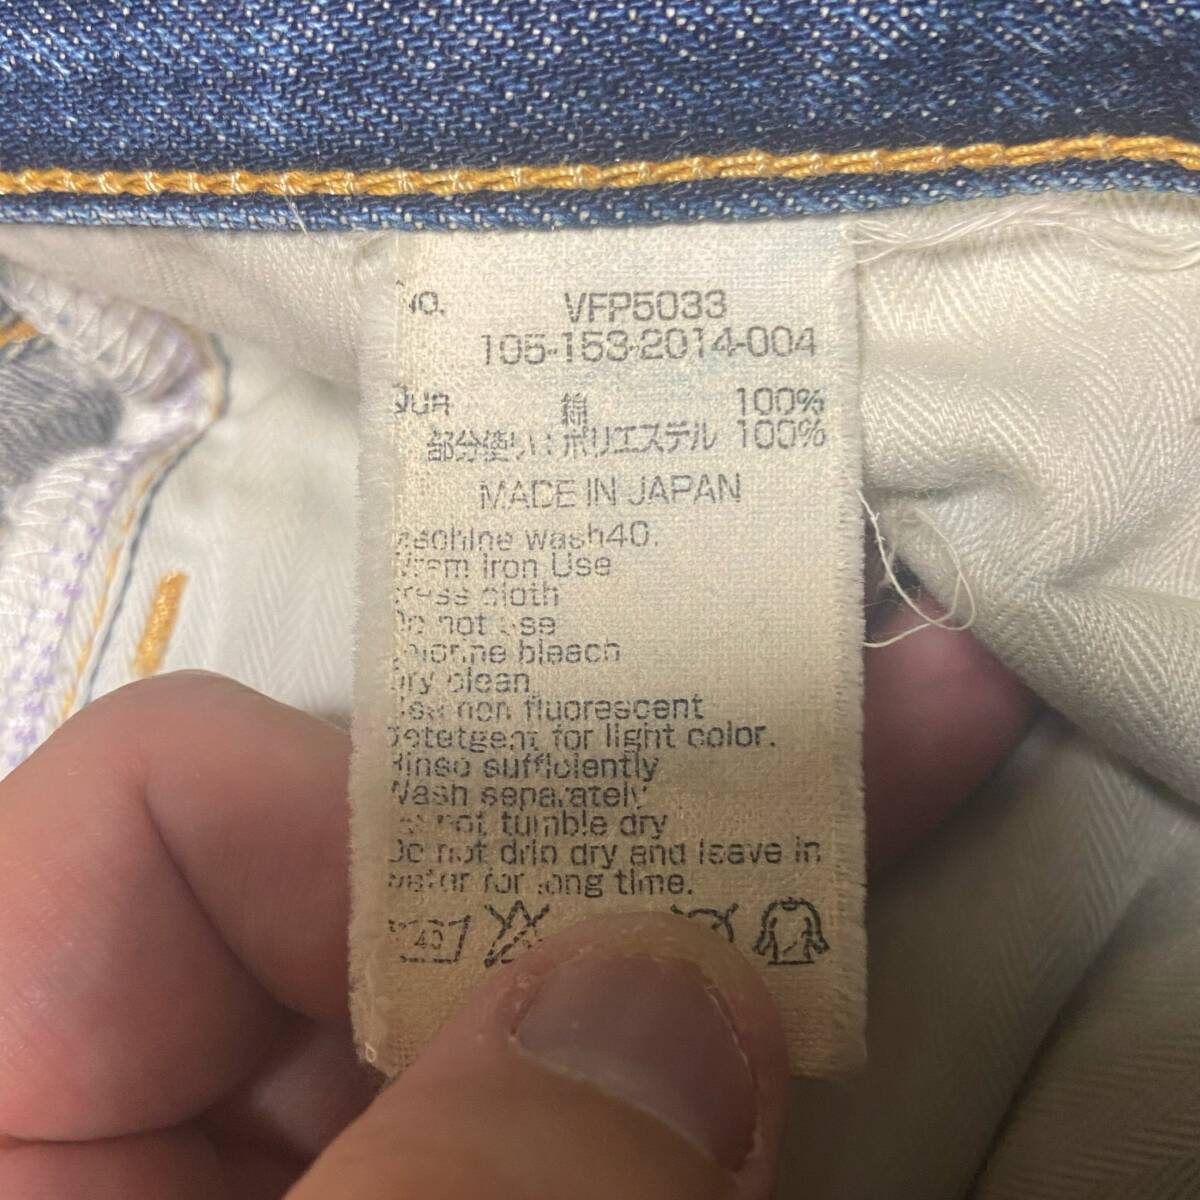 NO. VFP5033
105-153-2014-004
OUR 綿 100%
部分使い:ポリエステル 100%
MADE IN JAPAN
Machine wash40.
Wrem Iron Use
Press cloth
Do not use
chlorine bleach
Dry clean
Use non fluorescent
Detetgent for light color.
Rinso sufficiently
Wash separately
Do not tumble dry
Do not drip dry and leave in
Water for long time.
40